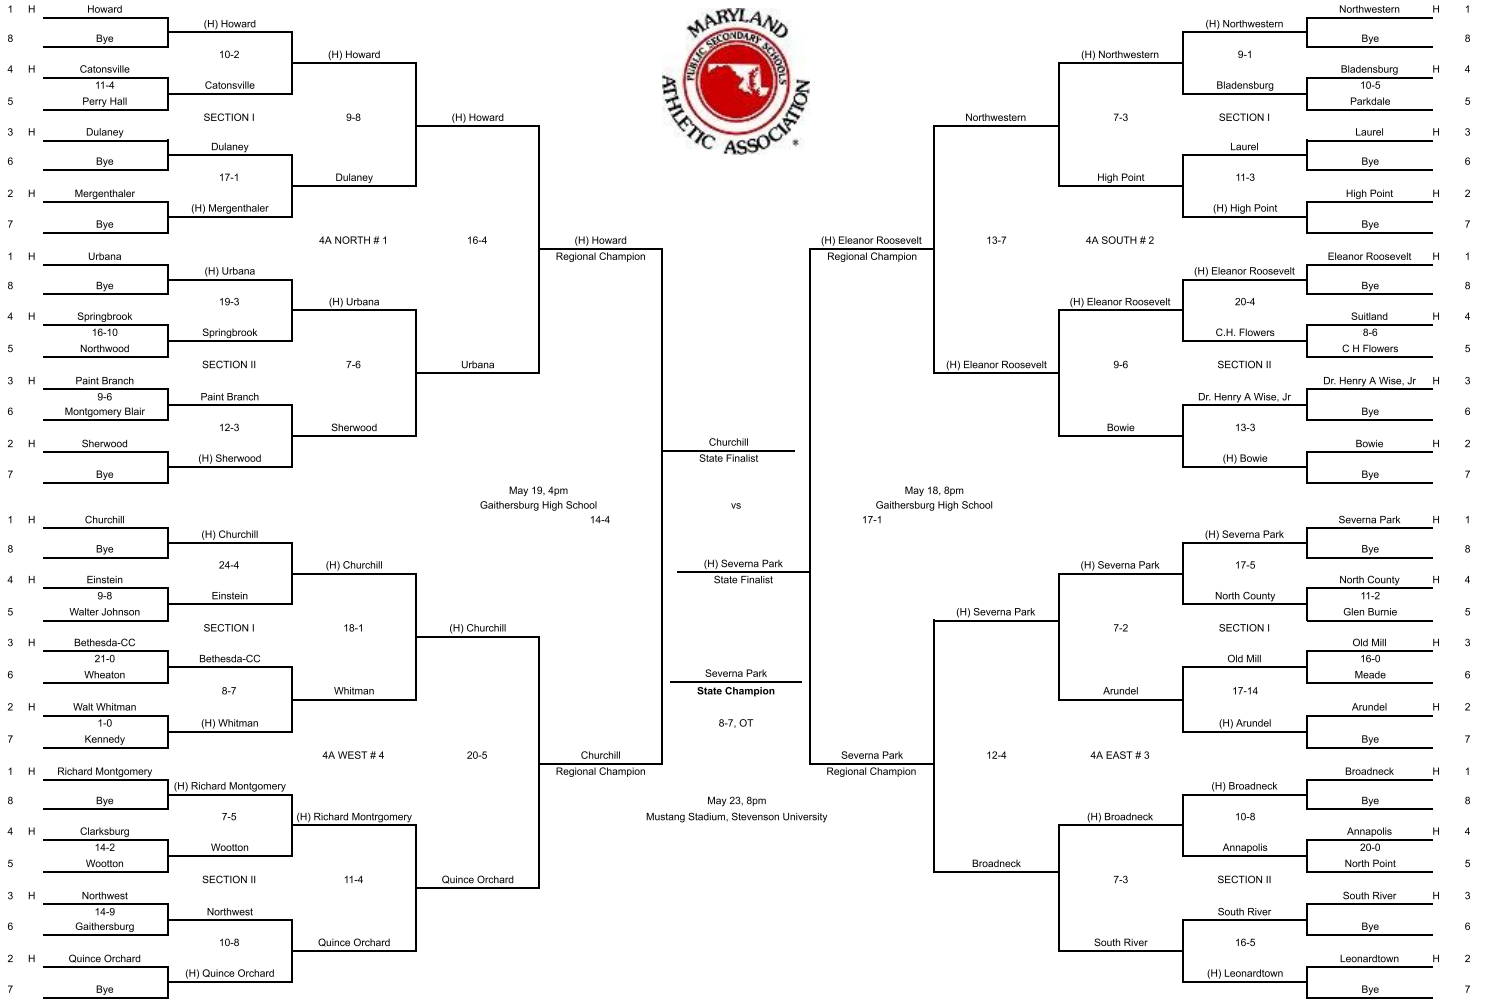 MARYLAND
PUBLIC SECONDARY SCHOOLS
ATHLETIC ASSOCIATION
®
1 H Howard
(H) Howard
8 Bye
10-2
(H) Howard
4 H Catonsville
11-4
Catonsville
5 Perry Hall
SECTION I
9-8
(H) Howard
3 H Dulaney
Dulaney
6 Bye
17-1
Dulaney
2 H Mergenthaler
(H) Mergenthaler
7 Bye
4A NORTH # 1
16-4
(H) Howard
Regional Champion
1 H Urbana
(H) Urbana
8 Bye
19-3
(H) Urbana
4 H Springbrook
16-10
Springbrook
5 Northwood
SECTION II
7-6
Urbana
3 H Paint Branch
9-6
Paint Branch
6 Montgomery Blair
12-3
Sherwood
2 H Sherwood
(H) Sherwood
7 Bye
May 19, 4pm
Gaithersburg High School
14-4
1 H Churchill
(H) Churchill
8 Bye
24-4
(H) Churchill
4 H Einstein
9-8
Einstein
5 Walter Johnson
SECTION I
18-1
(H) Churchill
3 H Bethesda-CC
21-0
Bethesda-CC
6 Wheaton
8-7
Whitman
2 H Walt Whitman
1-0
(H) Whitman
7 Kennedy
4A WEST # 4
20-5
Churchill
Regional Champion
1 H Richard Montgomery
(H) Richard Montgomery
8 Bye
7-5
(H) Richard Montrgomery
4 H Clarksburg
14-2
Wootton
5 Wootton
SECTION II
11-4
Quince Orchard
3 H Northwest
14-9
Northwest
6 Gaithersburg
10-8
Quince Orchard
2 H Quince Orchard
(H) Quince Orchard
7 Bye
Churchill
State Finalist
vs
(H) Severna Park
State Finalist
Severna Park
State Champion
8-7, OT
May 23, 8pm
Mustang Stadium, Stevenson University
Northwestern H 1
(H) Northwestern
Bye 8
9-1
(H) Northwestern
Bladensburg H 4
10-5
Bladensburg
Parkdale 5
SECTION I
7-3
Northwestern
Laurel H 3
Laurel
Bye 6
11-3
High Point
High Point H 2
(H) High Point
Bye 7
4A SOUTH # 2
13-7
(H) Eleanor Roosevelt
Regional Champion
Eleanor Roosevelt H 1
(H) Eleanor Roosevelt
Bye 8
20-4
(H) Eleanor Roosevelt
Suitland H 4
8-6
C.H. Flowers
C H Flowers 5
SECTION II
9-6
(H) Eleanor Roosevelt
Dr. Henry A Wise, Jr H 3
Dr. Henry A Wise, Jr
Bye 6
13-3
Bowie
Bowie H 2
(H) Bowie
Bye 7
May 18, 8pm
Gaithersburg High School
17-1
Severna Park H 1
(H) Severna Park
Bye 8
17-5
(H) Severna Park
North County H 4
11-2
North County
Glen Burnie 5
SECTION I
7-2
(H) Severna Park
Old Mill H 3
16-0
Old Mill
Meade 6
17-14
Arundel
Arundel H 2
(H) Arundel
Bye 7
4A EAST # 3
12-4
Severna Park
Regional Champion
Broadneck H 1
(H) Broadneck
Bye 8
10-8
(H) Broadneck
Annapolis H 4
20-0
Annapolis
North Point 5
SECTION II
7-3
Broadneck
South River H 3
South River
Bye 6
16-5
South River
Leonardtown H 2
(H) Leonardtown
Bye 7